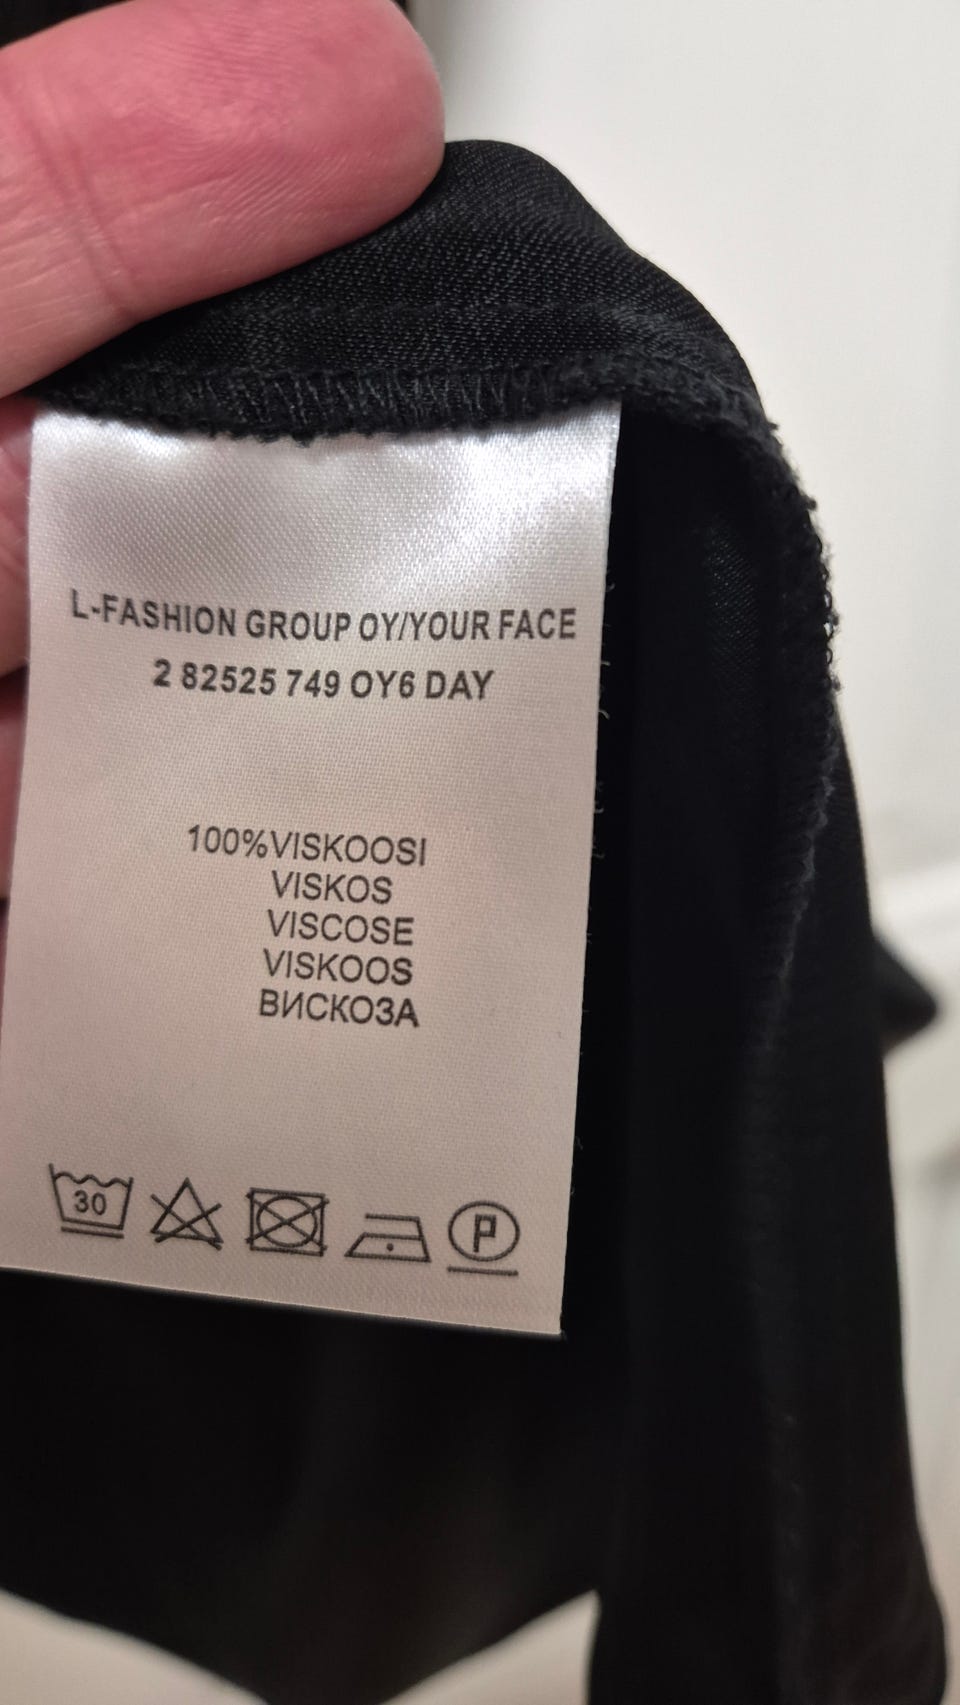 L-FASHION GROUP OY/YOUR FACE
2 82525 749 OY6 DAY
100%VISKOOSI
VISKOS
VISCOSE
VISKOOS
ВИСКОЗА
30
P